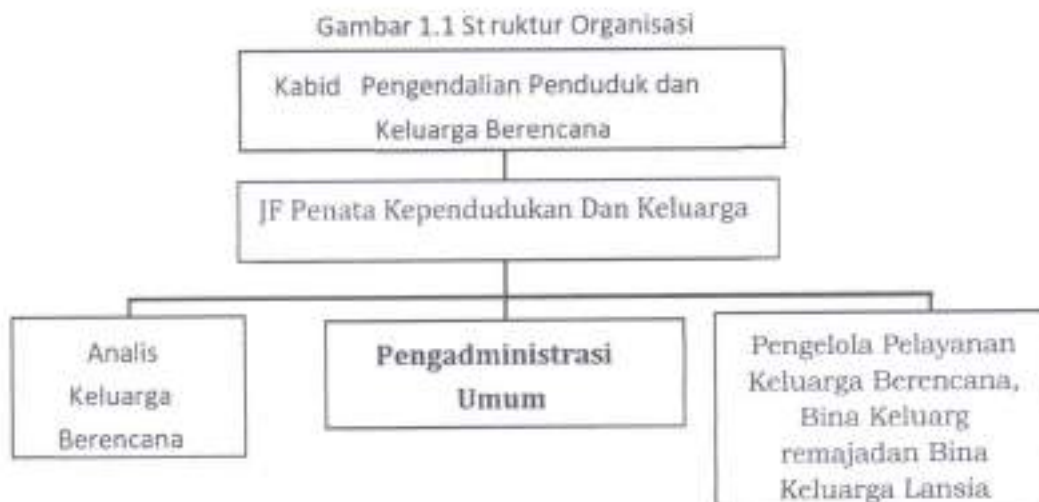 Gambar 1.1 St ruktur Organisasi
Kabid Pengendalian Penduduk dan
Keluarga Berencana
JF Penata Kependudukan Dan Keluarga
Analis
Keluarga
Berencana
Pengadministrasi
Umum
Pengelola Pelayanan
Keluarga Berencana,
Bina Keluarg
remajadan Bina
Keluarga Lansia